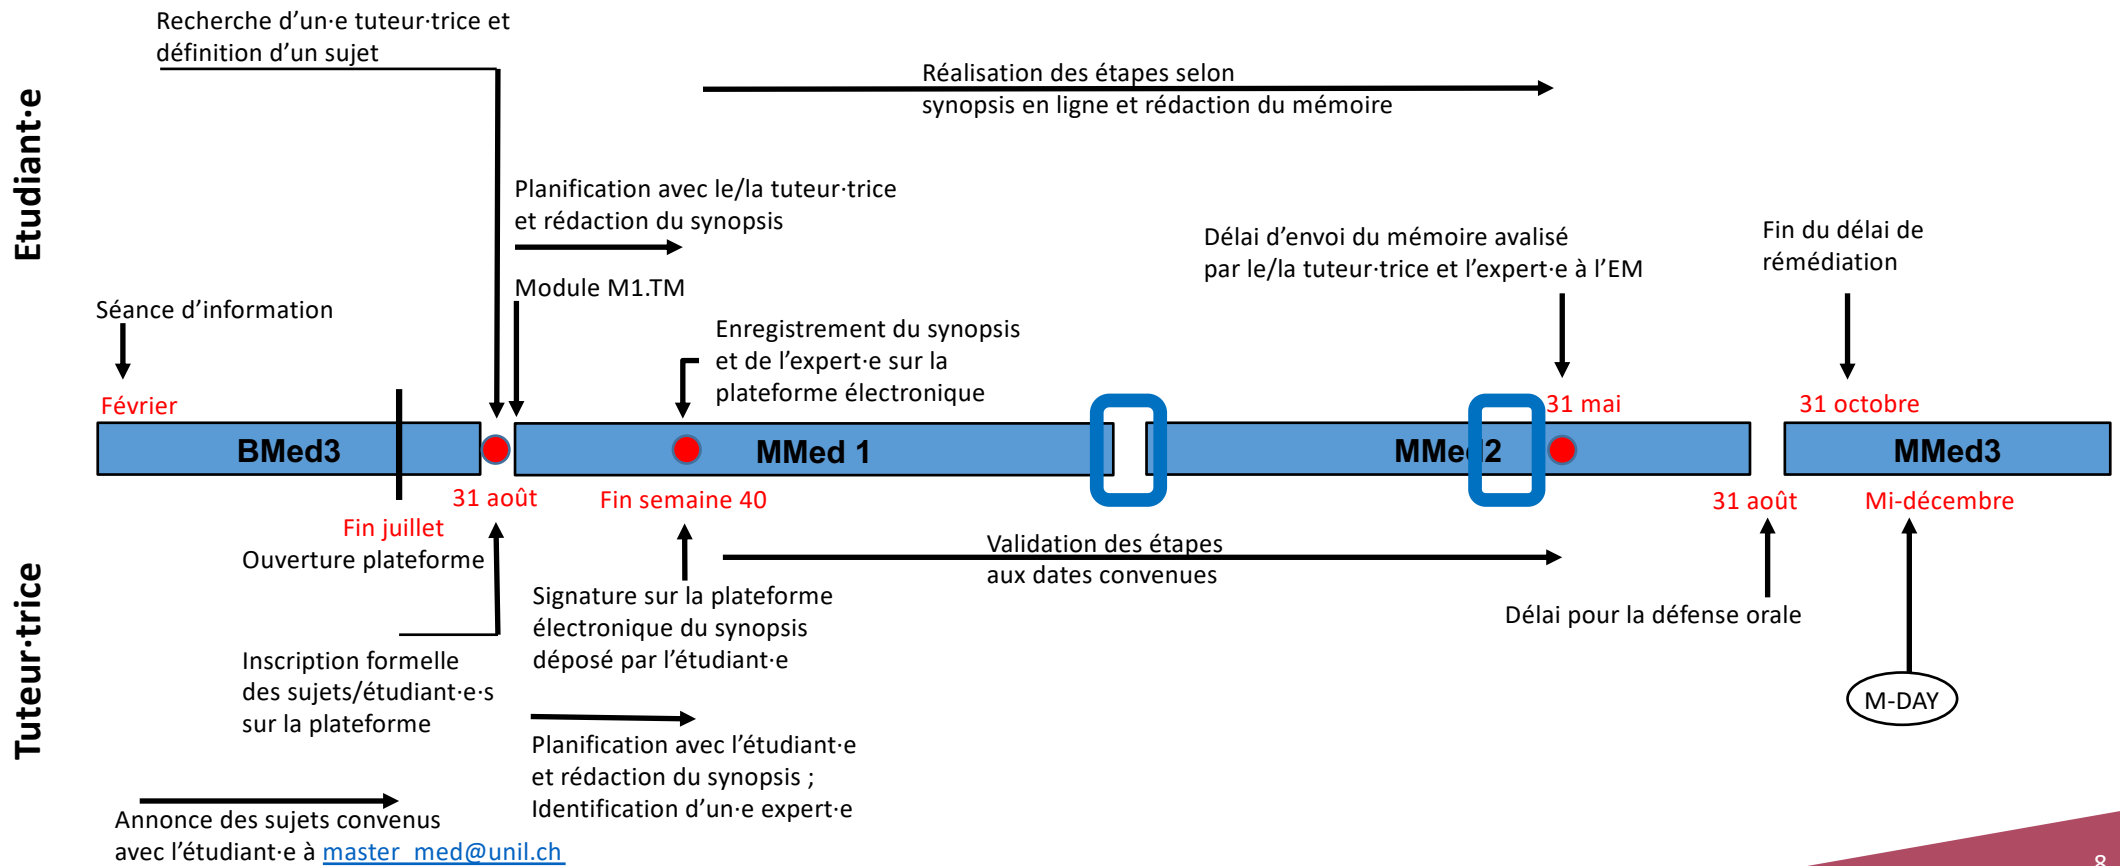 Recherche d’un·e tuteur·trice et
définition d’un sujet
Réalisation des étapes selon
synopsis en ligne et rédaction du mémoire
Etudiant·e
Planification avec le/la tuteur·trice
et rédaction du synopsis
Délai d’envoi du mémoire avalisé
par le/la tuteur·trice et l’expert·e à l’EM
Fin du délai de
rémédiation
Module M1.TM
Séance d’information
Enregistrement du synopsis
et de l’expert·e sur la
plateforme électronique
Février
31 mai
31 octobre
BMed3
MMed 1
MMed2
MMed3
31 août
Fin semaine 40
31 août
Mi-décembre
Fin juillet
Ouverture plateforme
Validation des étapes
aux dates convenues
Tuteur·trice
Signature sur la plateforme
électronique du synopsis
déposé par l’étudiant·e
Délai pour la défense orale
Inscription formelle
des sujets/étudiant·e·s
sur la plateforme
M-DAY
Planification avec l’étudiant·e
et rédaction du synopsis ;
Identification d’un·e expert·e
Annonce des sujets convenus
avec l’étudiant·e à master_med@unil.ch
8